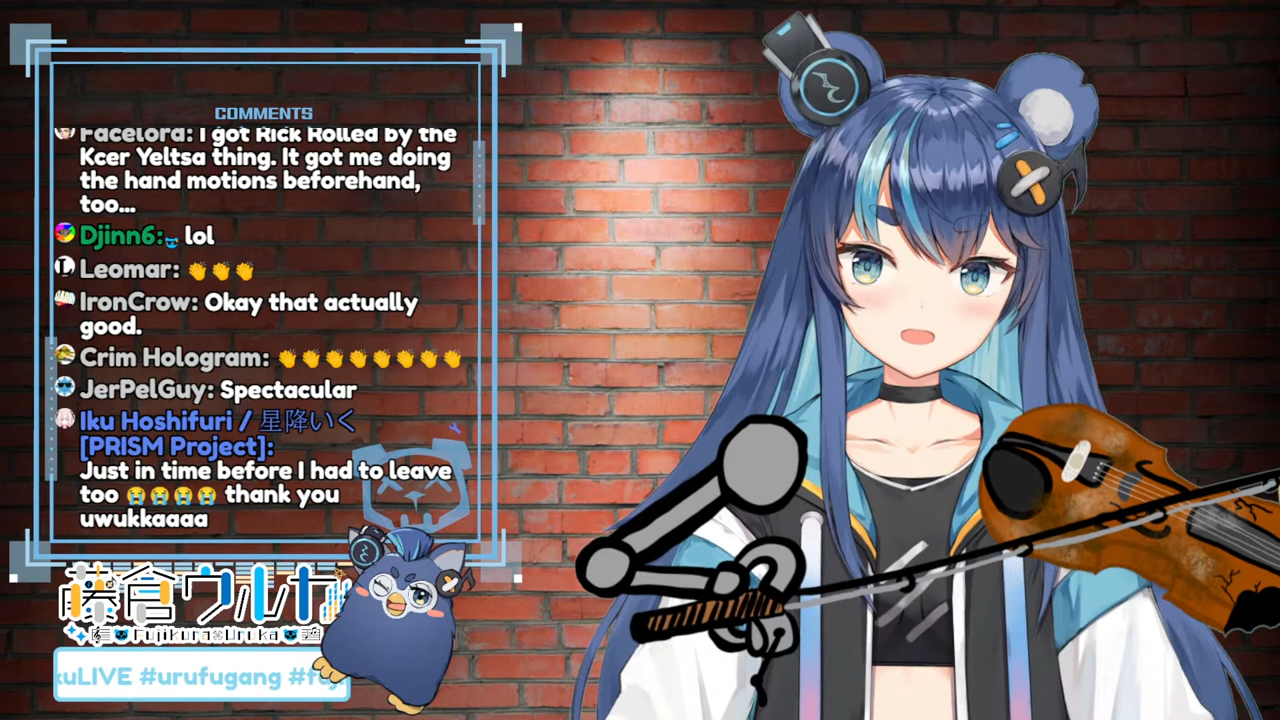 COMMENTS
Facelora: I got Rick Rolled by the
Kcer Yeltsa thing. It got me doing
the hand motions beforehand,
too...
Djinn6: lol
Leomar: 👏👏👏
IronCrow: Okay that actually
good.
Crim Hologram: 👏👏👏👏👏👏👏👏
JerPelGuy: Spectacular
Iku Hoshifuri / 星降いく
[PRISM Project]:
Just in time before I had to leave
too 😭😭😭😭 thank you
uwukkaaaa
藤倉ウルカ
Fujikura Uruka
uLIVE #urufugang #fuj